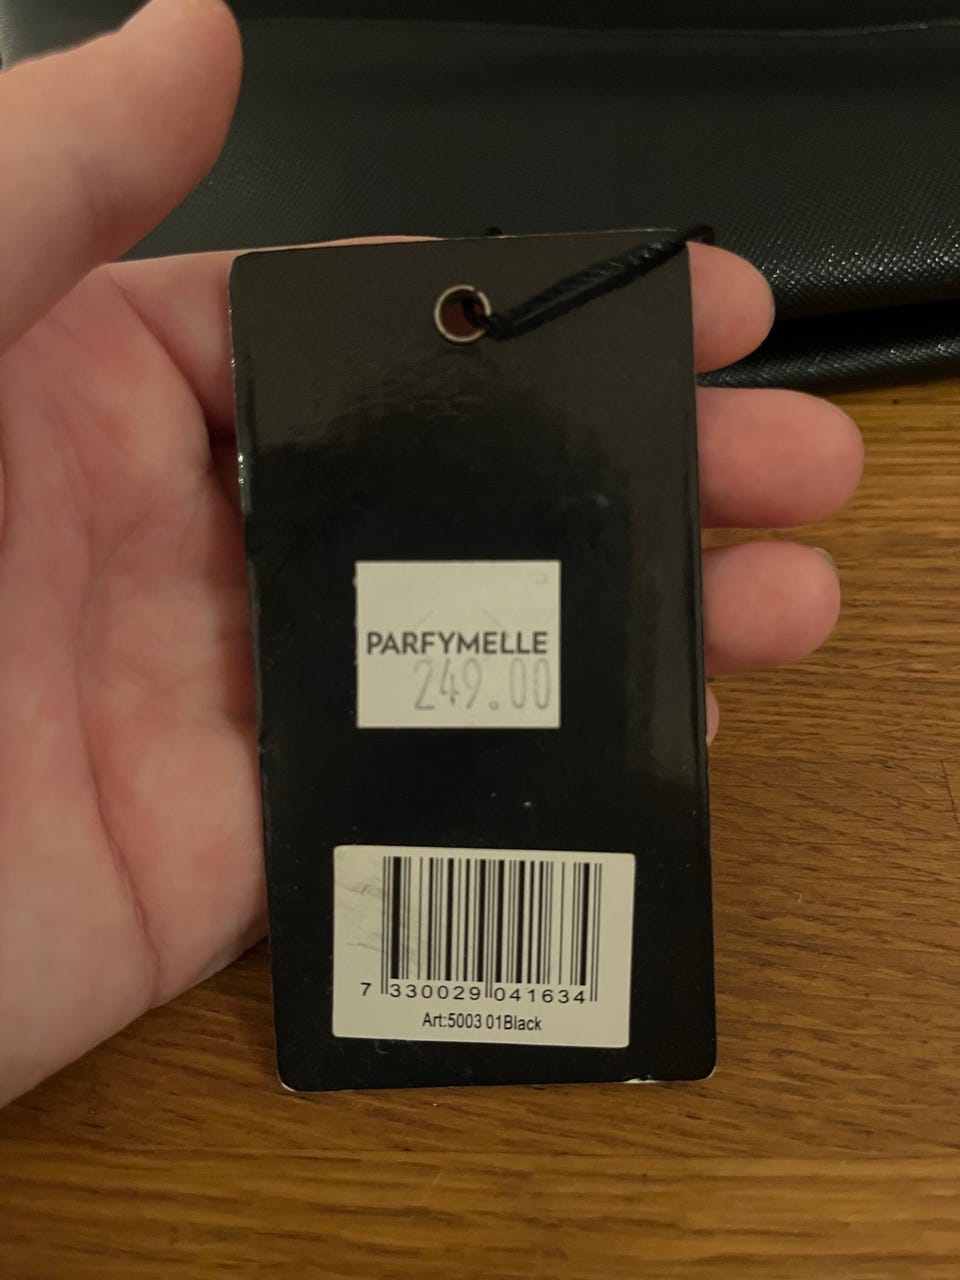 PARFYMELLE
249.00
7 330029 041634
Art:5003 01Black